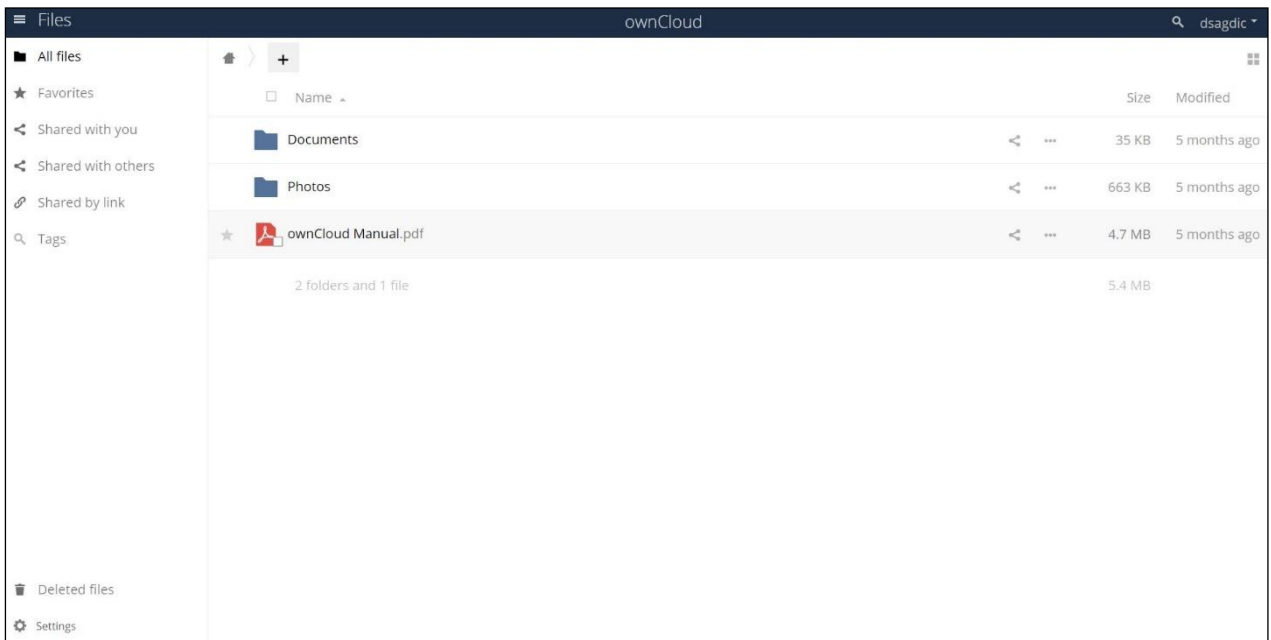 Files ownCloud dsagdic
All files
Favorites
Shared with you
Shared with others
Shared by link
Tags
Deleted files
Settings
+
Name Size Modified
Documents ... 35 KB 5 months ago
Photos ... 663 KB 5 months ago
ownCloud Manual.pdf ... 4.7 MB 5 months ago
2 folders and 1 file 5.4 MB